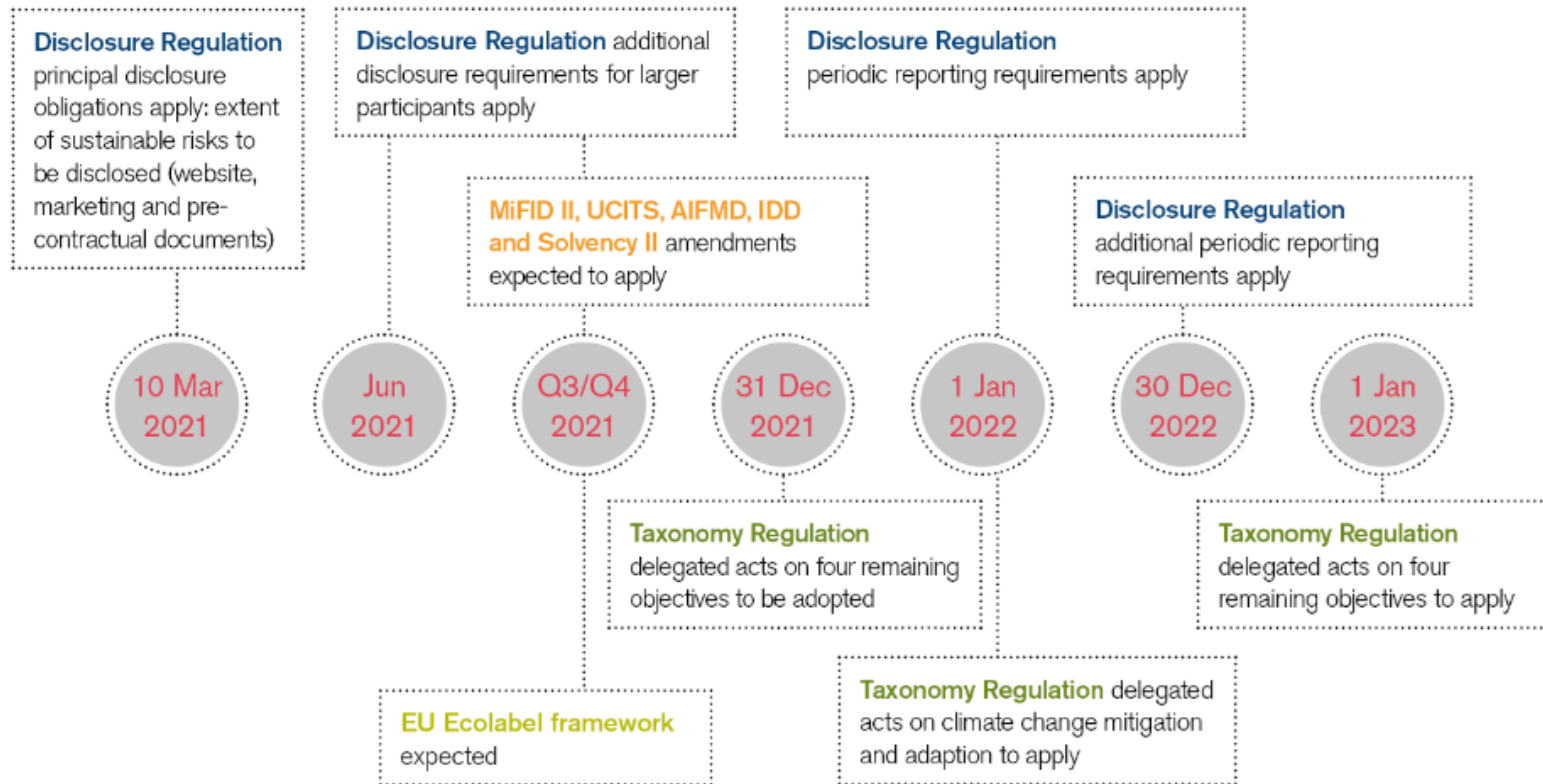 Disclosure Regulation
principal disclosure
obligations apply: extent
of sustainable risks to
be disclosed (website,
marketing and pre-
contractual documents)
Disclosure Regulation additional
disclosure requirements for larger
participants apply
Disclosure Regulation
periodic reporting requirements apply
MiFID II, UCITS, AIFMD, IDD
and Solvency II amendments
expected to apply
Disclosure Regulation
additional periodic reporting
requirements apply
10 Mar
2021
Jun
2021
Q3/Q4
2021
31 Dec
2021
1 Jan
2022
30 Dec
2022
1 Jan
2023
Taxonomy Regulation
delegated acts on four remaining
objectives to be adopted
Taxonomy Regulation
delegated acts on four
remaining objectives to apply
EU Ecolabel framework
expected
Taxonomy Regulation delegated
acts on climate change mitigation
and adaption to apply